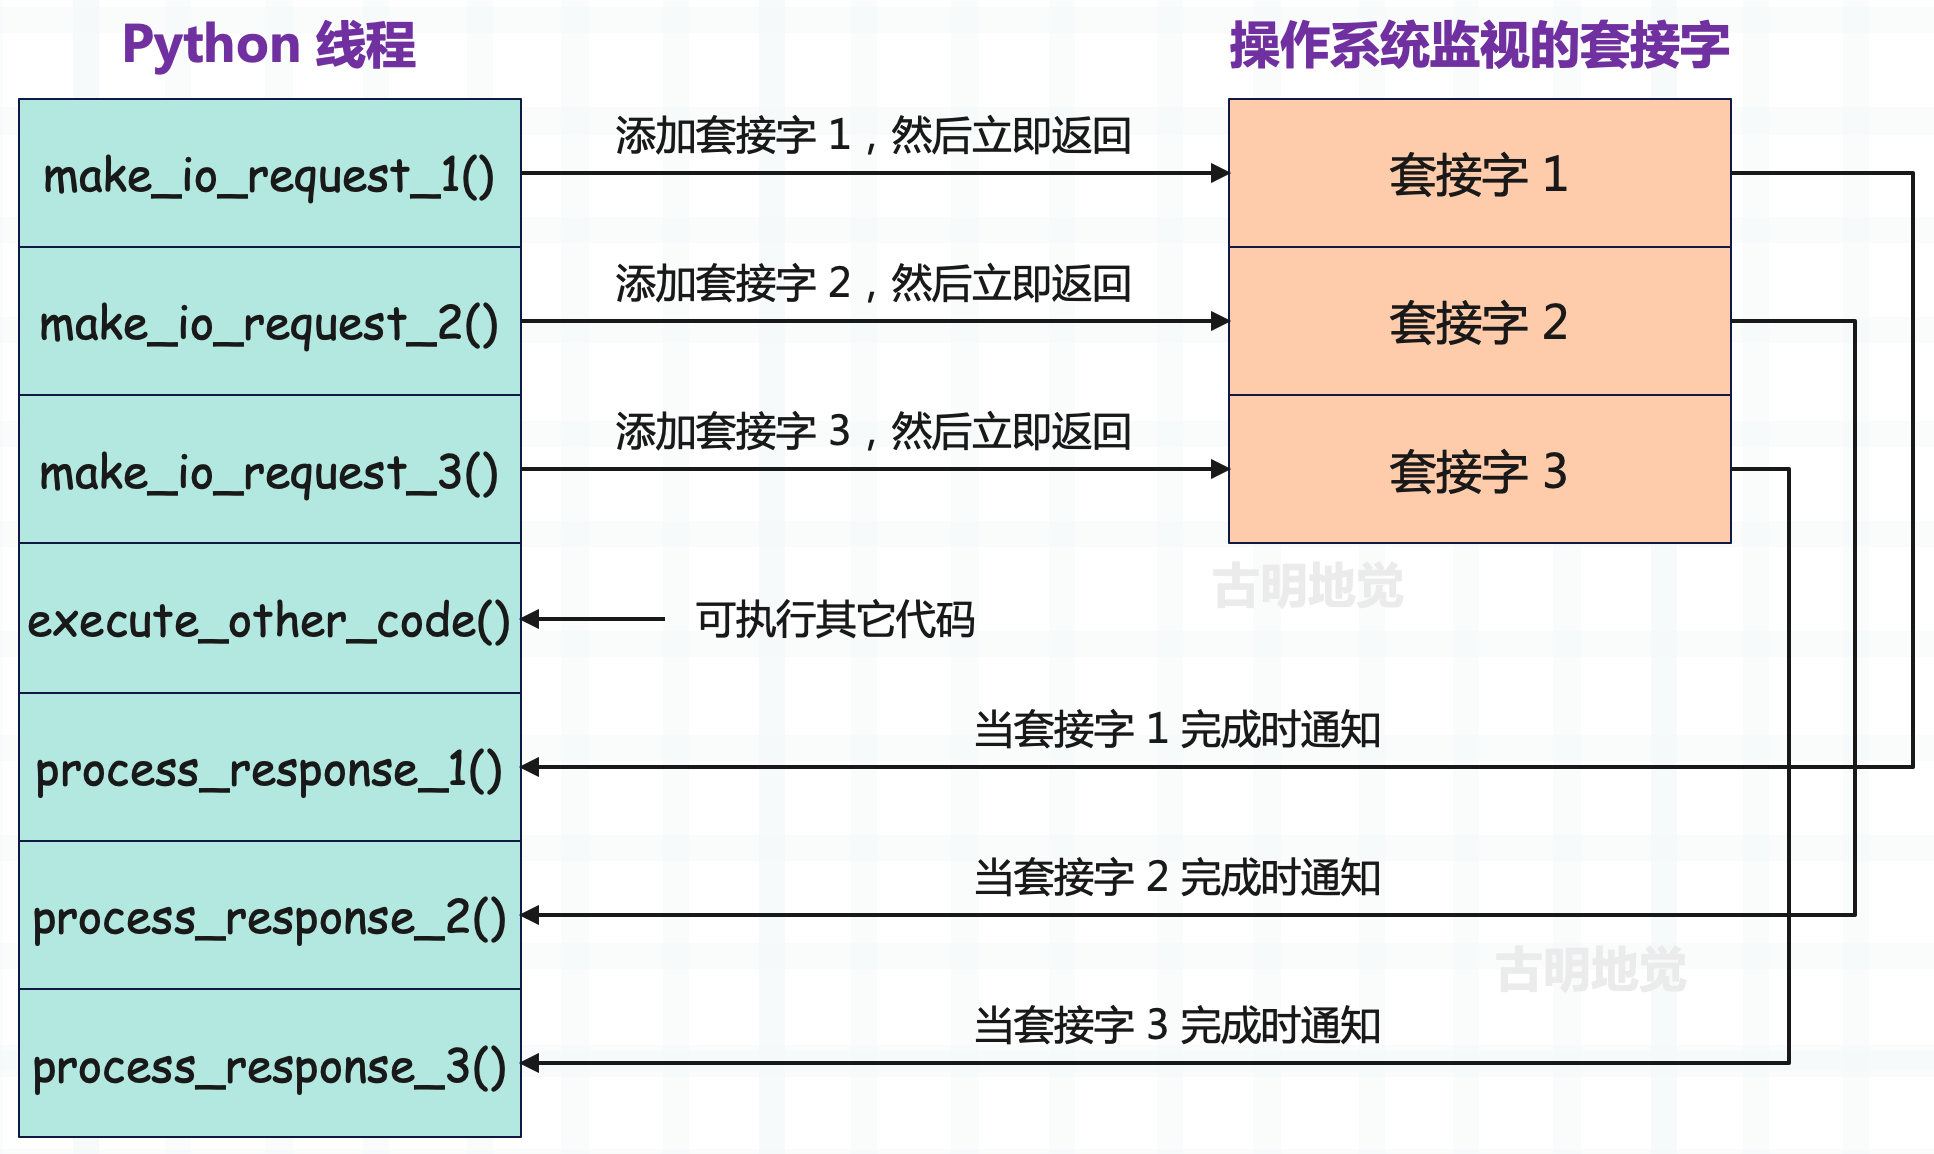 Python 线程
操作系统监视的套接字
make_io_request_1()
添加套接字 1，然后立即返回
套接字 1
make_io_request_2()
添加套接字 2，然后立即返回
套接字 2
make_io_request_3()
添加套接字 3，然后立即返回
套接字 3
古明地觉
execute_other_code()
可执行其它代码
当套接字 1 完成时通知
process_response_1()
当套接字 2 完成时通知
process_response_2()
古明地觉
当套接字 3 完成时通知
process_response_3()